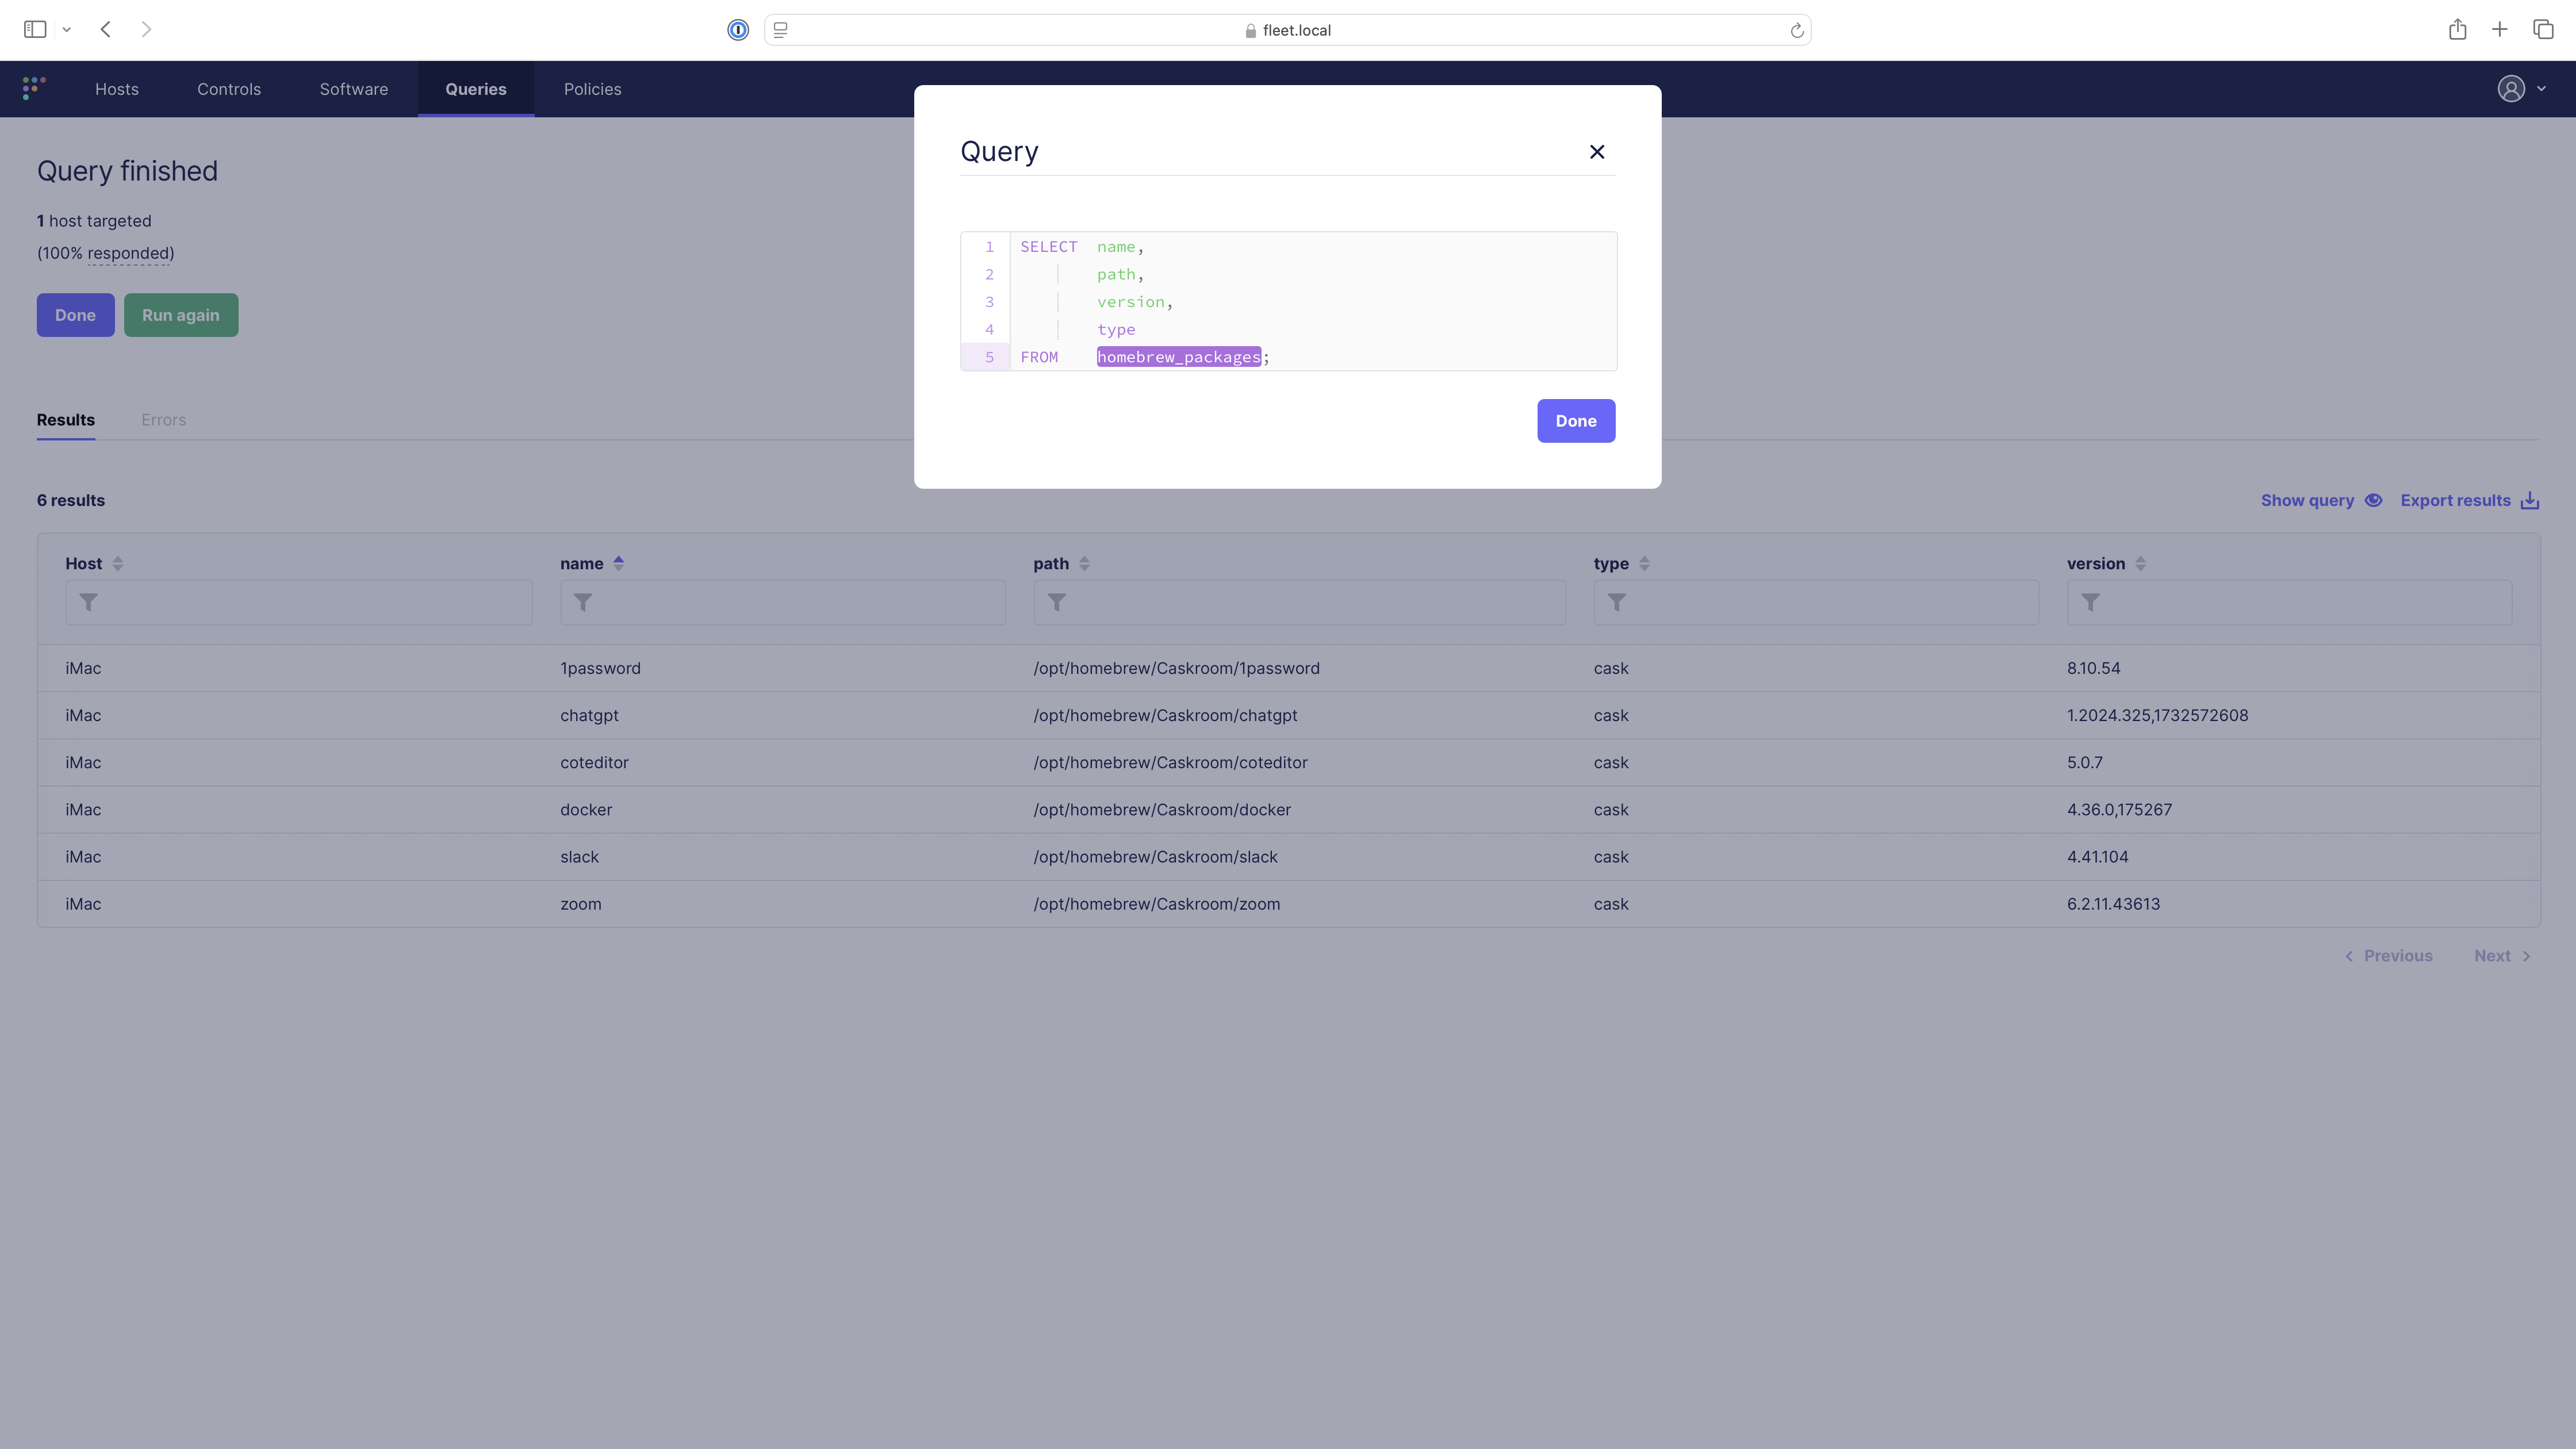 fleet.local
Hosts Controls Software Queries Policies
Query finished
1 host targeted
(100% responded)
Done Run again
Query
1 SELECT name,
2 path,
3 version,
4 type
5 FROM homebrew_packages;
Done
Results Errors
6 results
Show query Export results
Host name path type version
iMac 1password /opt/homebrew/Caskroom/1password cask 8.10.54
iMac chatgpt /opt/homebrew/Caskroom/chatgpt cask 1.2024.325,1732572608
iMac coteditor /opt/homebrew/Caskroom/coteditor cask 5.0.7
iMac docker /opt/homebrew/Caskroom/docker cask 4.36.0,175267
iMac slack /opt/homebrew/Caskroom/slack cask 4.41.104
iMac zoom /opt/homebrew/Caskroom/zoom cask 6.2.11.43613
Previous Next